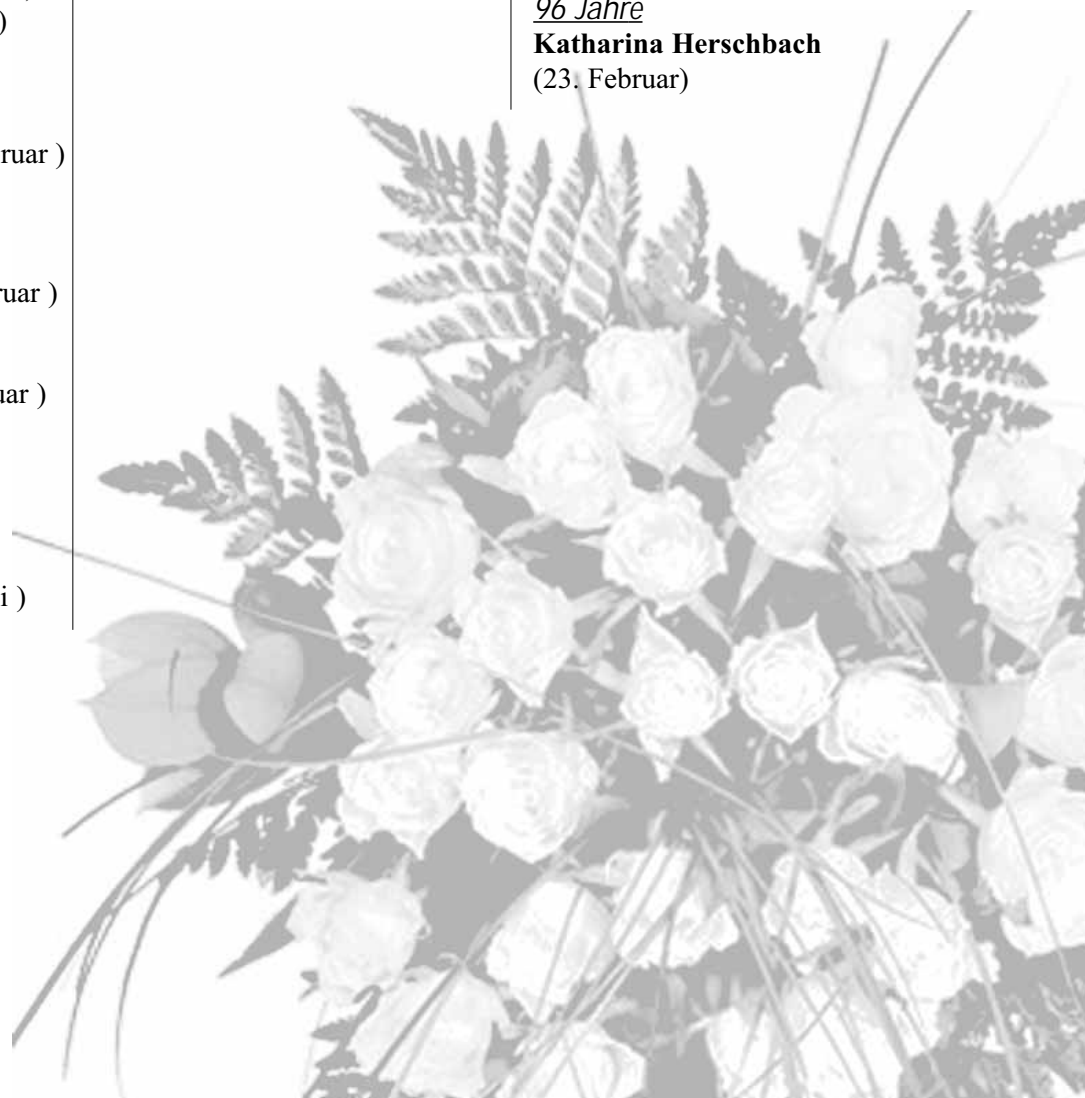 )
ruar )
ruar )
uar )
i )
96 Jahre
Katharina Herschbach
(23. Februar)